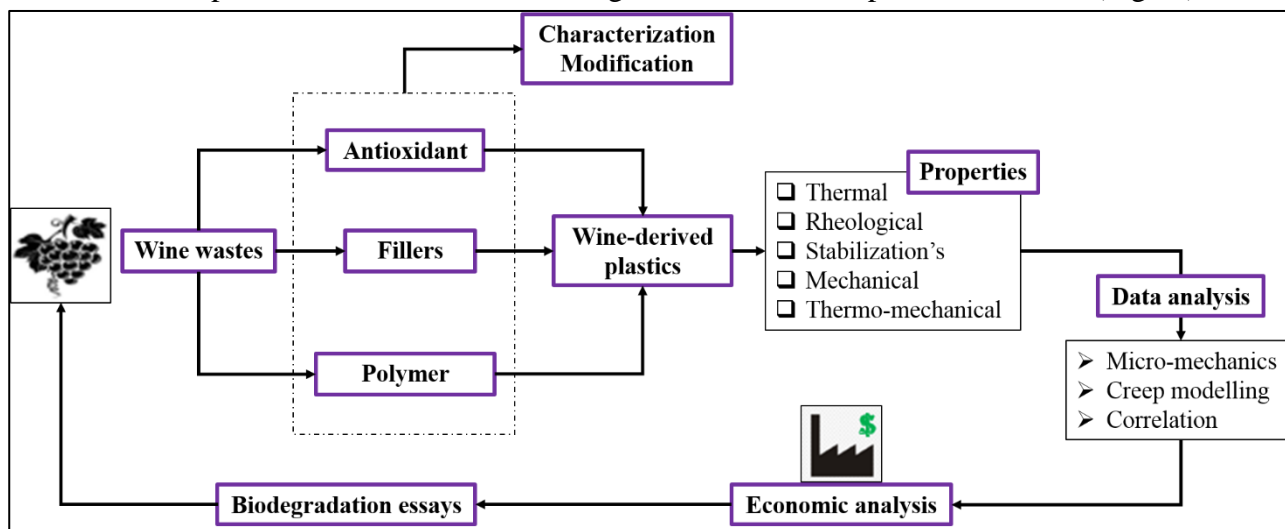 Characterization
Modification
Antioxidant
Properties
Thermal
Rheological
Stabilization’s
Mechanical
Thermo-mechanical
Wine wastes
Fillers
Wine-derived
plastics
Data analysis
Micro-mechanics
Creep modelling
Correlation
Polymer
$
Biodegradation essays
Economic analysis